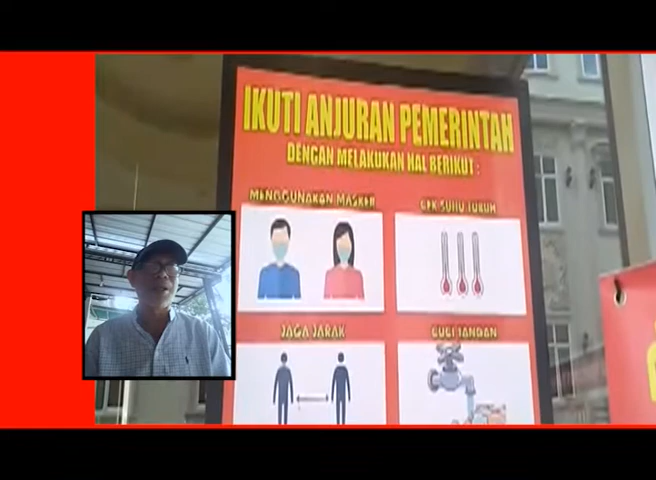 IKUTI ANJURAN PEMERINTAH
DENGAN MELAKUKAN HAL BERIKUT :
MENGGUNAKAN MASKER
CEK SUHU TUBUH
JAGA JARAK
CUCI TANGAN